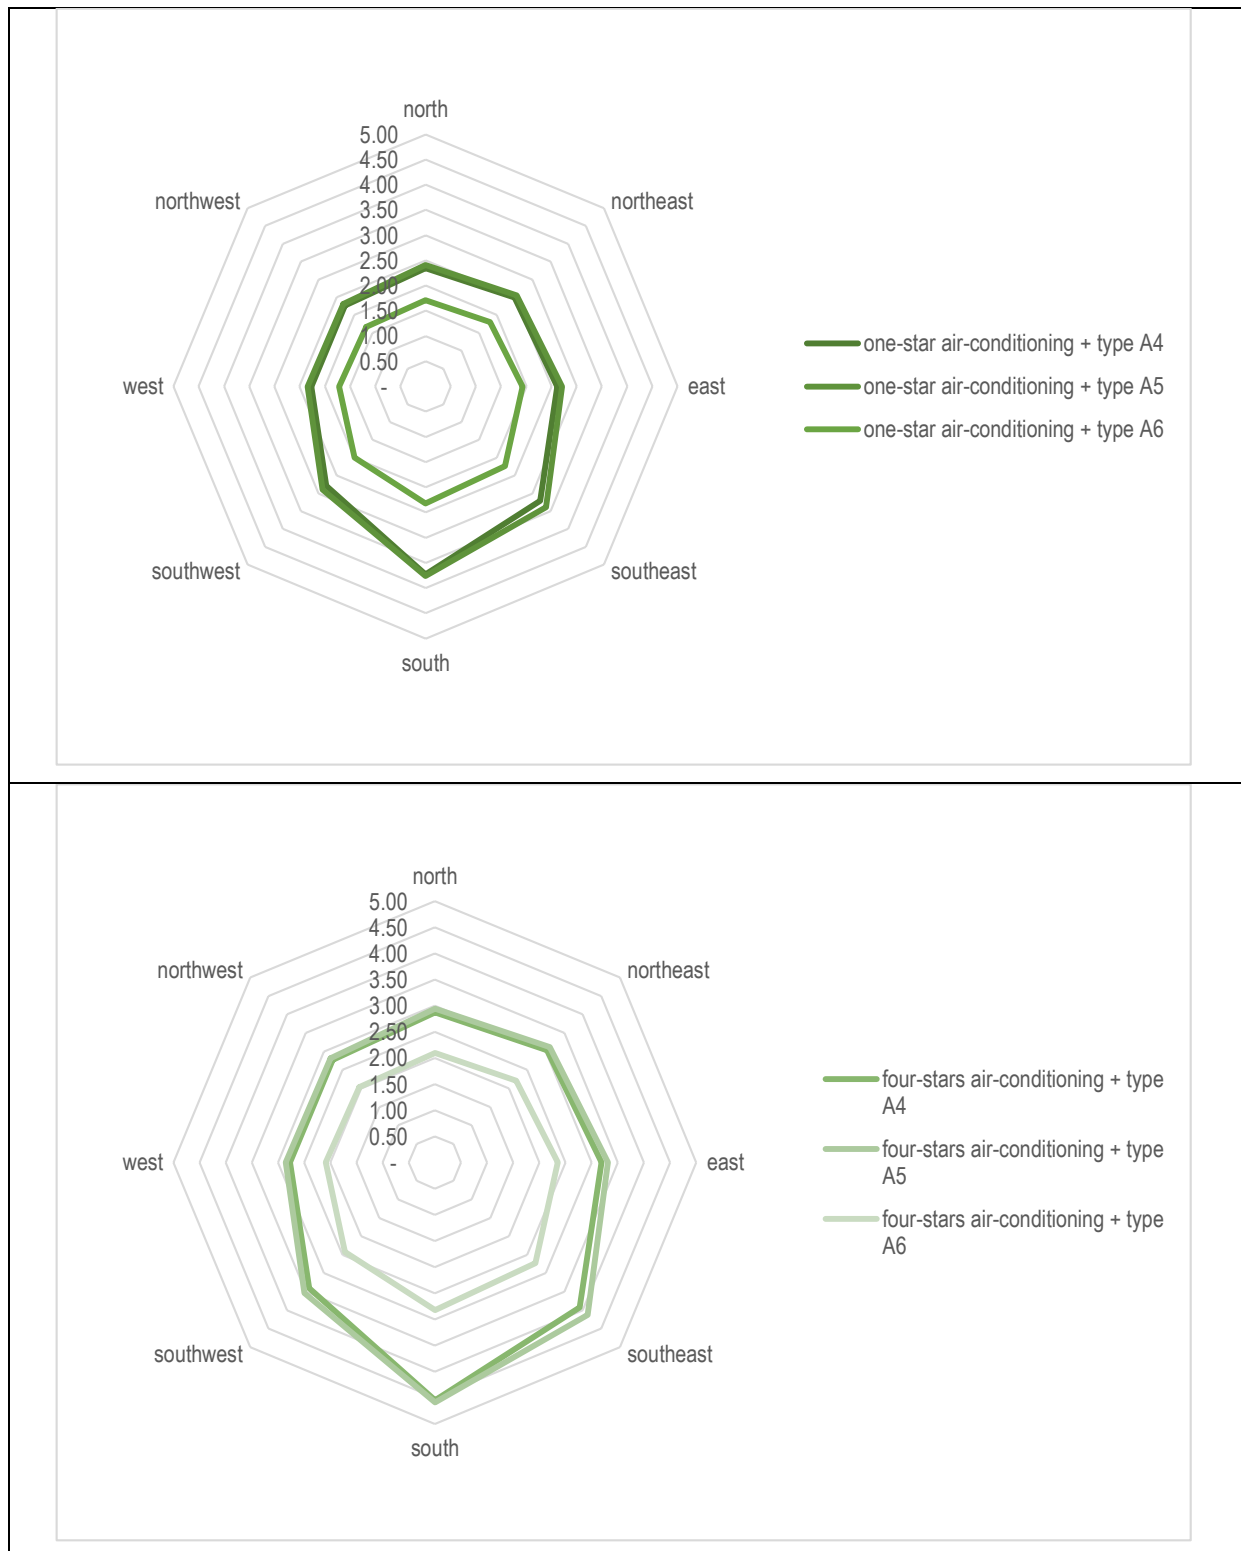 north
5.00
4.50
4.00
3.50
3.00
2.50
2.00
1.50
1.00
0.50
-
northwest
northeast
west
east
southwest
southeast
south
one-star air-conditioning + type A4
one-star air-conditioning + type A5
one-star air-conditioning + type A6
north
5.00
4.50
4.00
3.50
3.00
2.50
2.00
1.50
1.00
0.50
-
northwest
northeast
west
east
southwest
southeast
south
four-stars air-conditioning + type
A4
four-stars air-conditioning + type
A5
four-stars air-conditioning + type
A6